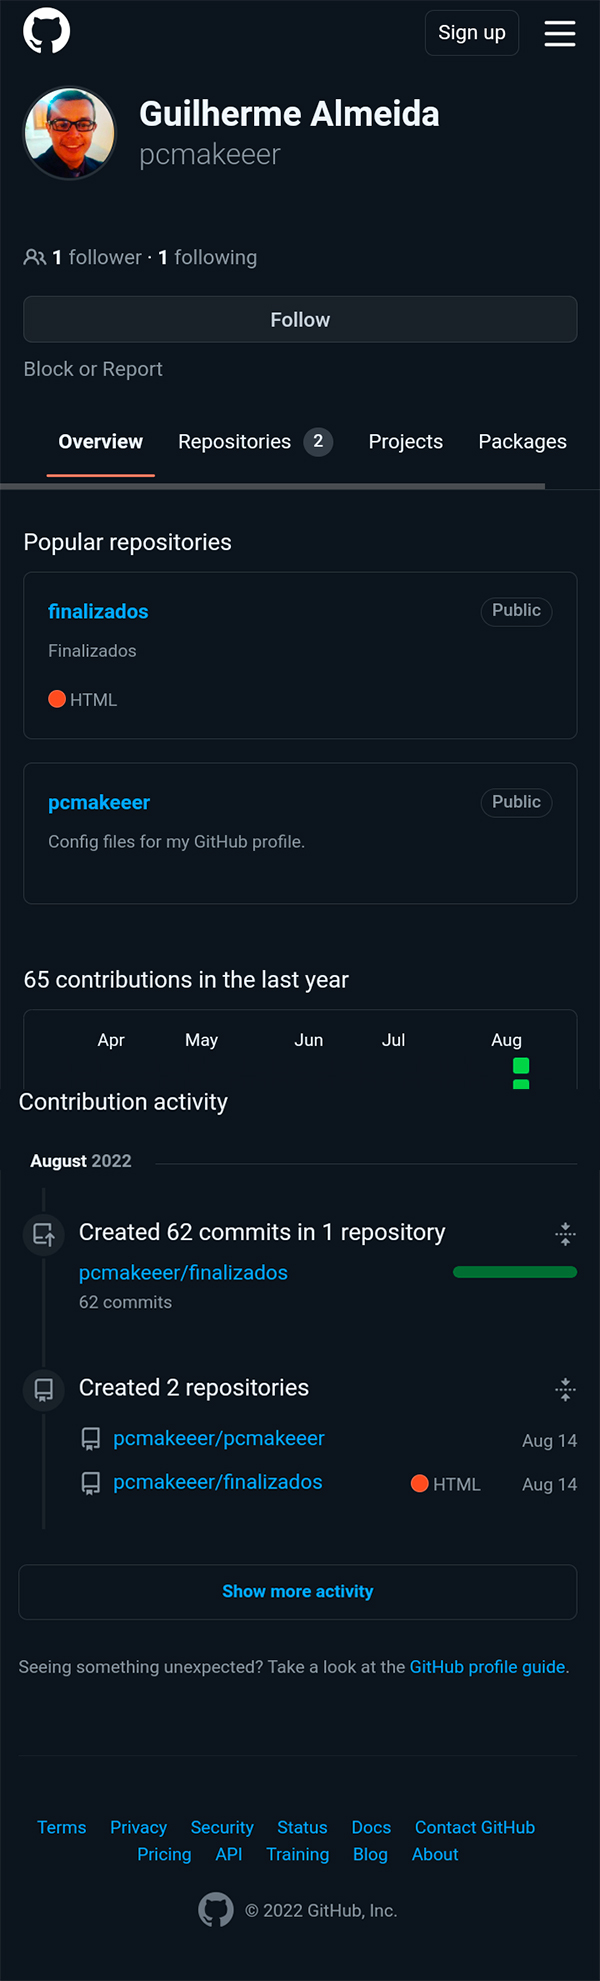 Sign up
Guilherme Almeida
pcmakeeer
1 follower · 1 following
Follow
Block or Report
Overview Repositories 2 Projects Packages
Popular repositories
finalizados Public
Finalizados
HTML
pcmakeeer Public
Config files for my GitHub profile.
65 contributions in the last year
Apr May Jun Jul Aug
Contribution activity
August 2022
Created 62 commits in 1 repository
pcmakeeer/finalizados
62 commits
Created 2 repositories
pcmakeeer/pcmakeeer Aug 14
pcmakeeer/finalizados HTML Aug 14
Show more activity
Seeing something unexpected? Take a look at the GitHub profile guide.
Terms Privacy Security Status Docs Contact GitHub
Pricing API Training Blog About
© 2022 GitHub, Inc.